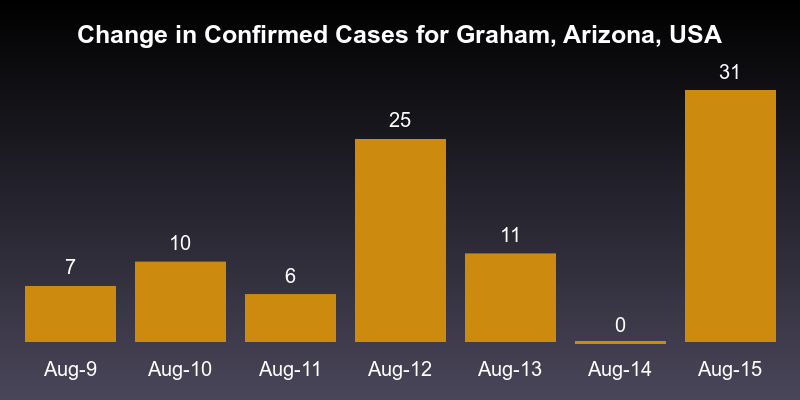 Change in Confirmed Cases for Graham, Arizona, USA
7
10
6
25
11
0
31
Aug-9
Aug-10
Aug-11
Aug-12
Aug-13
Aug-14
Aug-15